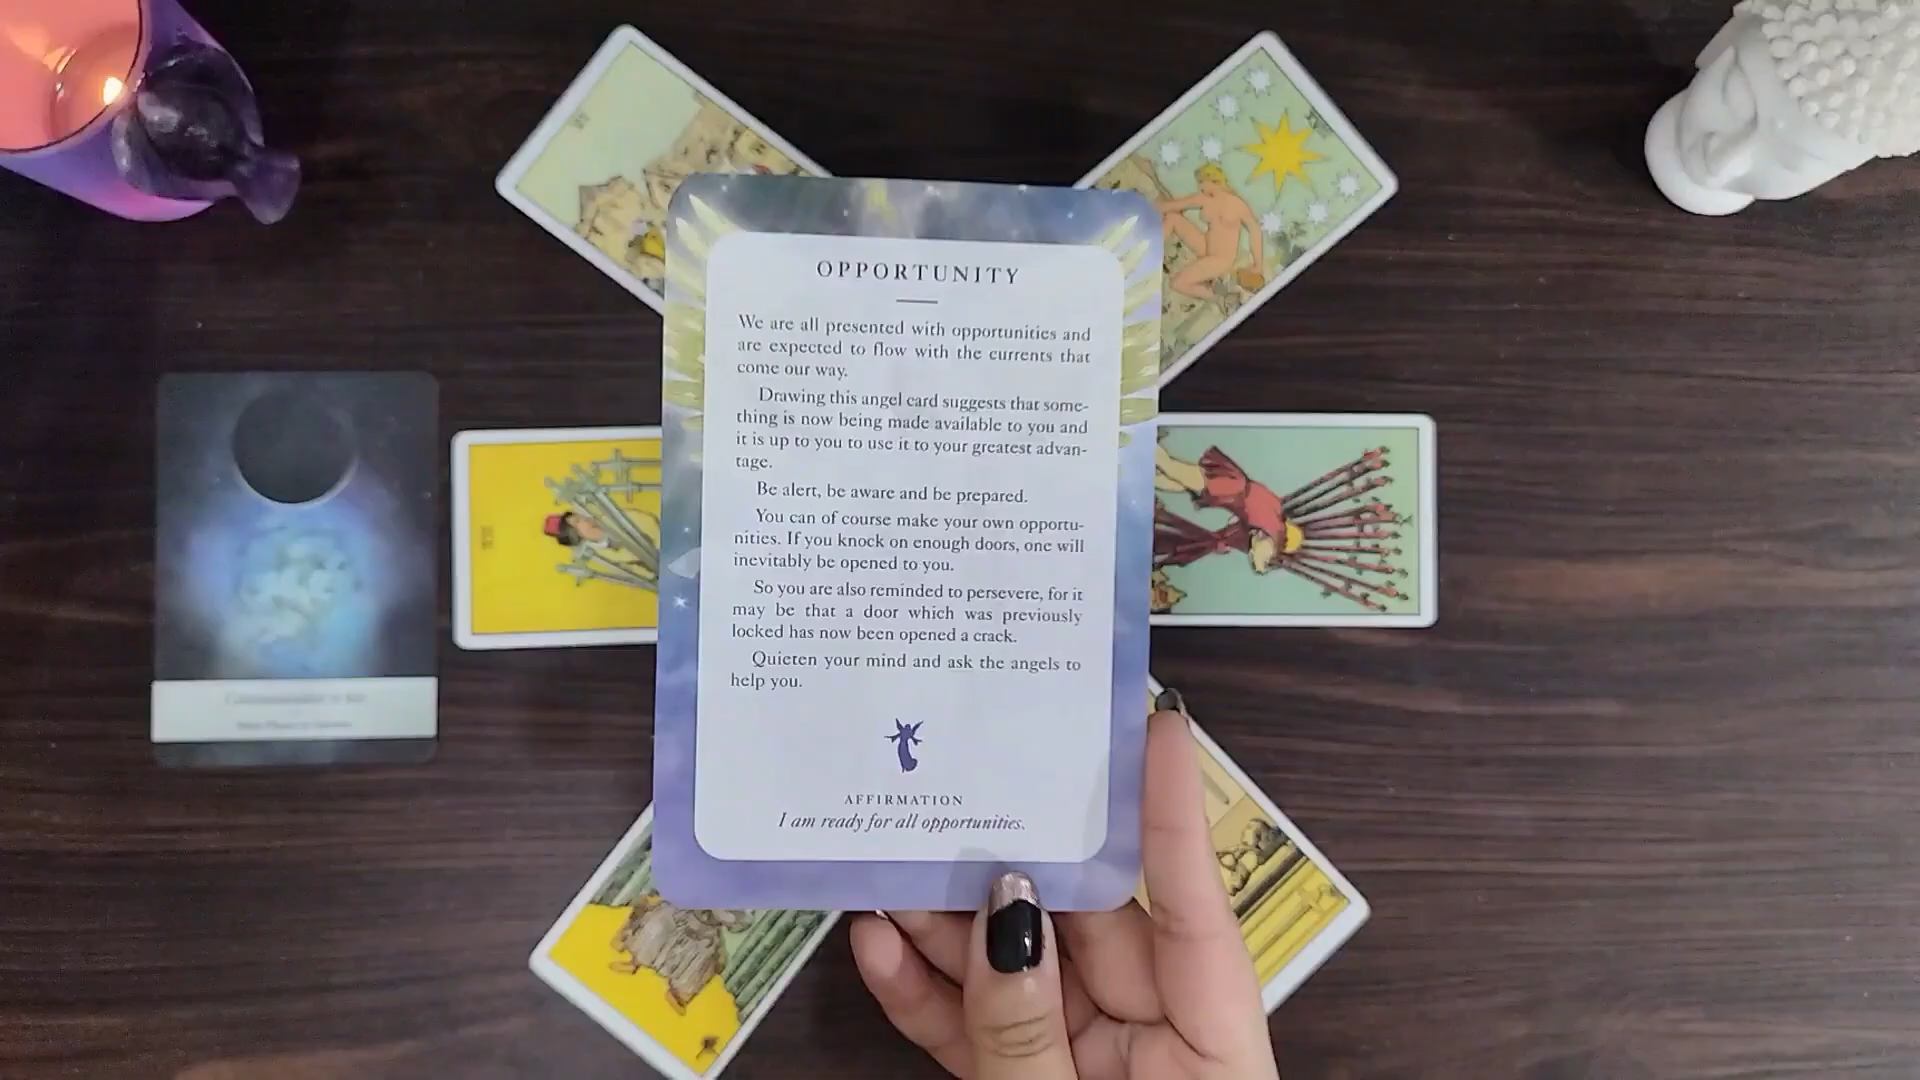 OPPORTUNITY
We are all presented with opportunities and
are expected to flow with the currents that
come our way.
Drawing this angel card suggests that some-
thing is now being made available to you and
it is up to you to use it to your greatest advan-
tage.
Be alert, be aware and be prepared.
You can of course make your own opportu-
nities. If you knock on enough doors, one will
inevitably be opened to you.
So you are also reminded to persevere, for it
may be that a door which was previously
locked has now been opened a crack.
Quieten your mind and ask the angels to
help you.
AFFIRMATION
I am ready for all opportunities.